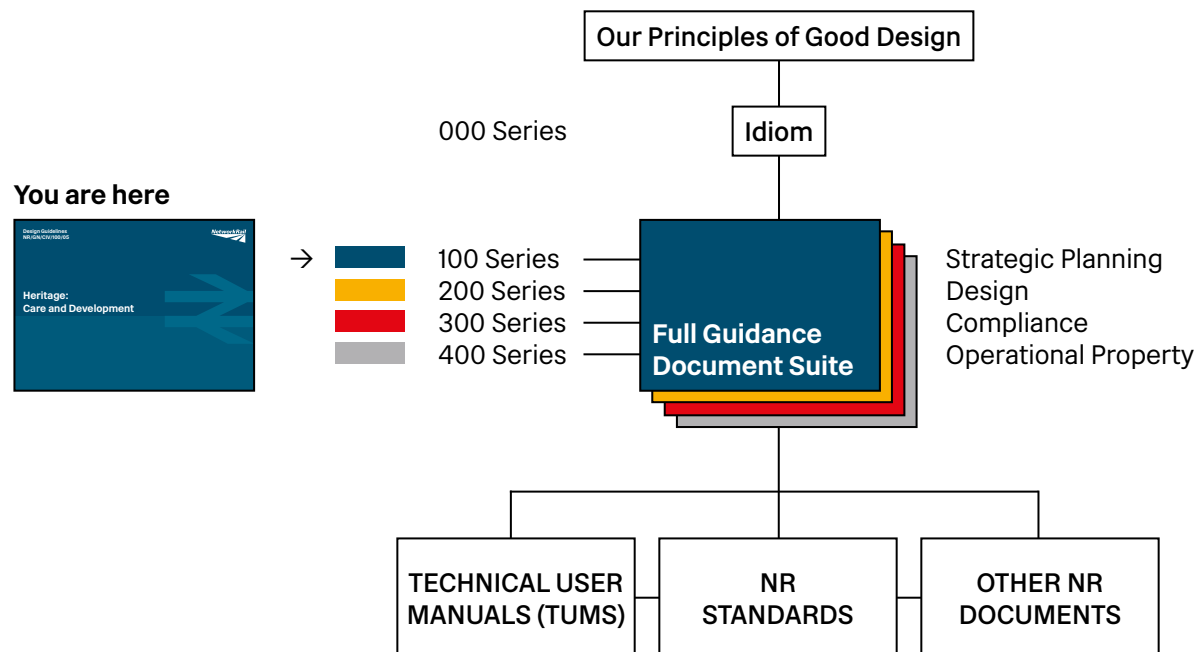 Our Principles of Good Design
000 Series
Idiom
You are here
Design Guidelines
NR/GN/CIV/100/05
NetworkRail
Heritage:
Care and Development
→
100 Series
Strategic Planning
200 Series
Design
300 Series
Compliance
400 Series
Operational Property
Full Guidance
Document Suite
TECHNICAL USER
MANUALS (TUMS)
NR
STANDARDS
OTHER NR
DOCUMENTS